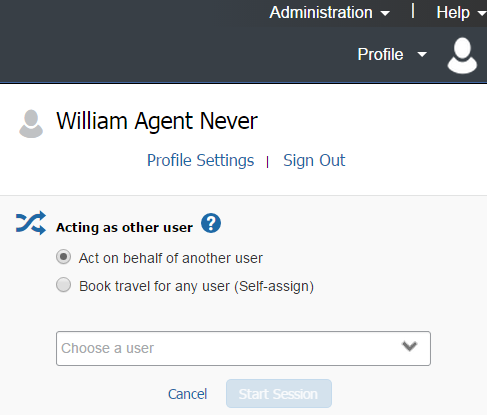 Administration | Help
Profile
William Agent Never
Profile Settings | Sign Out
Acting as other user ?
Act on behalf of another user
Book travel for any user (Self-assign)
Choose a user
Cancel Start Session